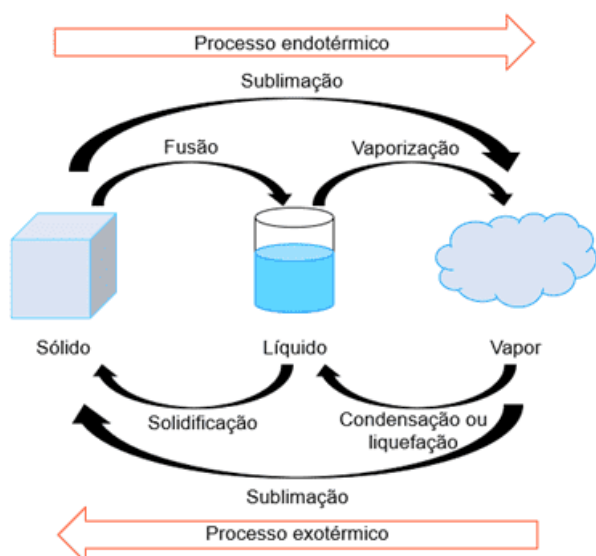 Processo endotérmico
Sublimação
Fusão
Vaporização
Sólido
Líquido
Vapor
Solidificação
Condensação ou
liquefação
Sublimação
Processo exotérmico